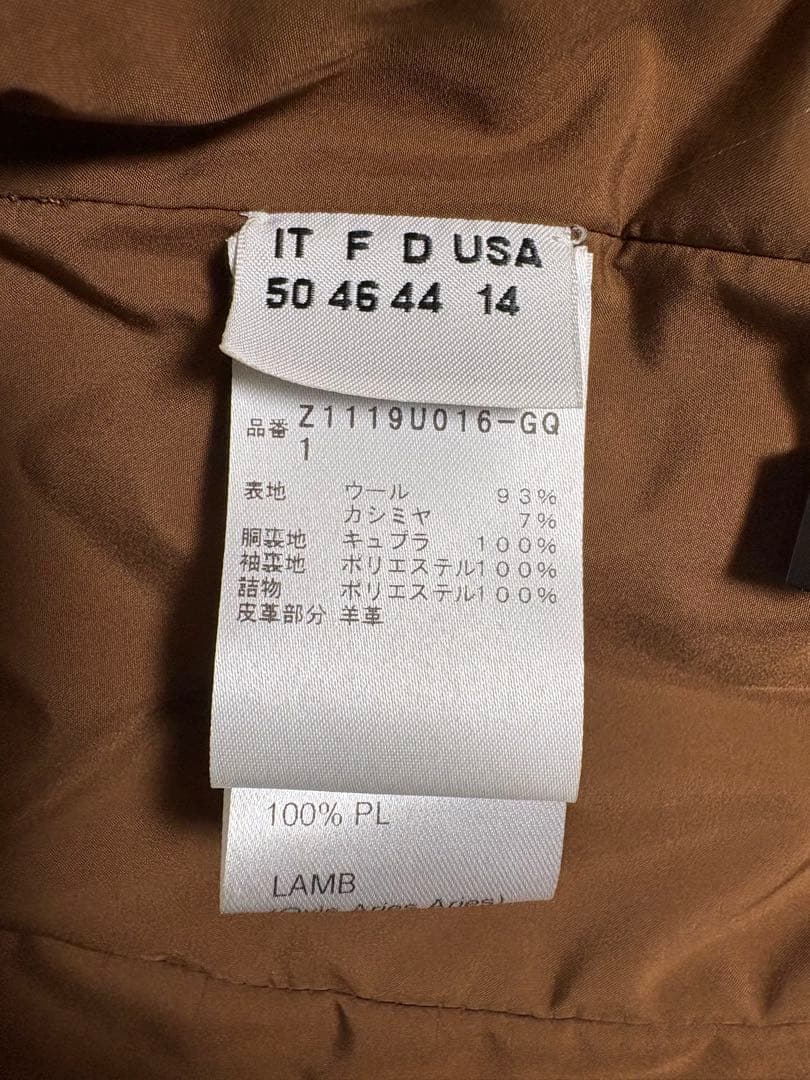 IT F D USA
50 46 44 14
品番 Z1119U016-GQ
1
表地 ウール 93%
カシミヤ 7%
胴裏地 キュプラ 100%
袖裏地 ポリエステル100%
詰物 ポリエステル100%
皮革部分 羊革
100% PL
LAMB
(Ovis Aries Aries)